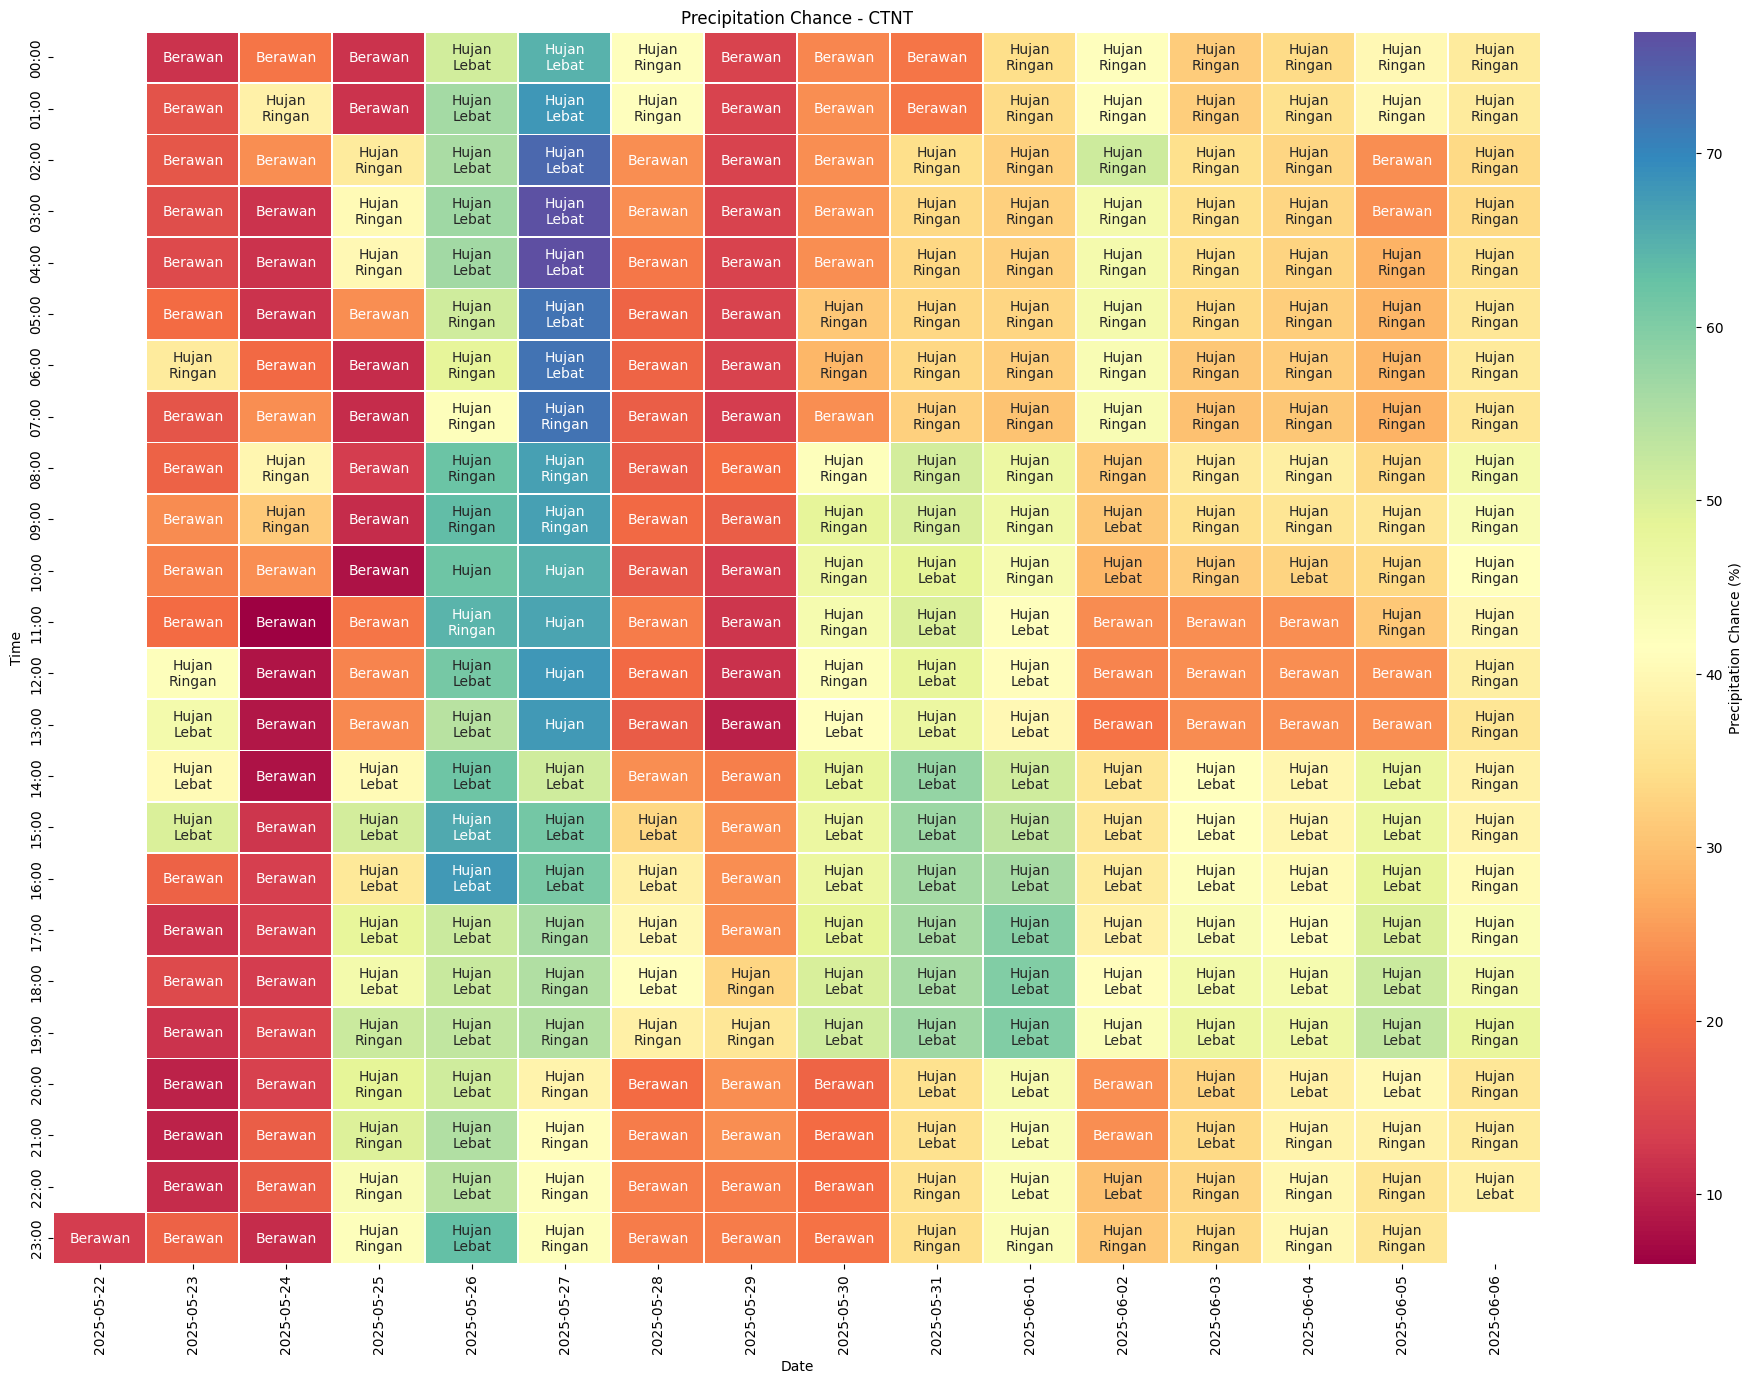 Precipitation Chance - CTNT
00:00 Berawan Berawan Berawan Hujan Lebat Hujan Lebat Hujan Ringan Berawan Berawan Berawan Hujan Ringan Hujan Ringan Hujan Ringan Hujan Ringan Hujan Ringan Hujan Ringan
01:00 Berawan Hujan Ringan Berawan Hujan Lebat Hujan Lebat Hujan Ringan Berawan Berawan Berawan Hujan Ringan Hujan Ringan Hujan Ringan Hujan Ringan Hujan Ringan Hujan Ringan
02:00 Berawan Berawan Hujan Ringan Hujan Lebat Hujan Lebat Berawan Berawan Berawan Hujan Ringan Hujan Ringan Hujan Ringan Hujan Ringan Hujan Ringan Berawan Hujan Ringan
03:00 Berawan Berawan Hujan Ringan Hujan Lebat Hujan Lebat Berawan Berawan Berawan Hujan Ringan Hujan Ringan Hujan Ringan Hujan Ringan Hujan Ringan Berawan Hujan Ringan
04:00 Berawan Berawan Hujan Ringan Hujan Lebat Hujan Lebat Berawan Berawan Berawan Hujan Ringan Hujan Ringan Hujan Ringan Hujan Ringan Hujan Ringan Hujan Ringan Hujan Ringan
05:00 Berawan Berawan Berawan Hujan Ringan Hujan Lebat Berawan Berawan Hujan Ringan Hujan Ringan Hujan Ringan Hujan Ringan Hujan Ringan Hujan Ringan Hujan Ringan Hujan Ringan
06:00 Hujan Ringan Berawan Berawan Hujan Ringan Hujan Lebat Berawan Berawan Hujan Ringan Hujan Ringan Hujan Ringan Hujan Ringan Hujan Ringan Hujan Ringan Hujan Ringan Hujan Ringan
07:00 Berawan Berawan Berawan Hujan Ringan Hujan Ringan Berawan Berawan Berawan Hujan Ringan Hujan Ringan Hujan Ringan Hujan Ringan Hujan Ringan Hujan Ringan Hujan Ringan
08:00 Berawan Hujan Ringan Berawan Hujan Ringan Hujan Ringan Berawan Berawan Hujan Ringan Hujan Ringan Hujan Ringan Hujan Ringan Hujan Ringan Hujan Ringan Hujan Ringan Hujan Ringan
09:00 Berawan Hujan Ringan Berawan Hujan Ringan Hujan Ringan Berawan Berawan Hujan Ringan Hujan Ringan Hujan Ringan Hujan Lebat Hujan Ringan Hujan Ringan Hujan Ringan Hujan Ringan
10:00 Berawan Berawan Berawan Hujan Hujan Berawan Berawan Hujan Ringan Hujan Lebat Hujan Ringan Hujan Lebat Hujan Ringan Hujan Lebat Hujan Ringan Hujan Ringan
11:00 Berawan Berawan Berawan Hujan Ringan Hujan Berawan Berawan Hujan Ringan Hujan Lebat Hujan Lebat Berawan Berawan Berawan Hujan Ringan Hujan Ringan
12:00 Hujan Ringan Berawan Berawan Hujan Lebat Hujan Berawan Berawan Hujan Ringan Hujan Lebat Hujan Lebat Berawan Berawan Berawan Berawan Hujan Ringan
13:00 Hujan Lebat Berawan Berawan Hujan Lebat Hujan Berawan Berawan Hujan Lebat Hujan Lebat Hujan Lebat Berawan Berawan Berawan Berawan Hujan Ringan
14:00 Hujan Lebat Berawan Hujan Lebat Hujan Lebat Hujan Lebat Berawan Berawan Hujan Lebat Hujan Lebat Hujan Lebat Hujan Lebat Hujan Lebat Hujan Lebat Hujan Lebat Hujan Ringan
15:00 Hujan Lebat Berawan Hujan Lebat Hujan Lebat Hujan Lebat Hujan Lebat Berawan Hujan Lebat Hujan Lebat Hujan Lebat Hujan Lebat Hujan Lebat Hujan Lebat Hujan Lebat Hujan Ringan
16:00 Berawan Berawan Hujan Lebat Hujan Lebat Hujan Lebat Hujan Lebat Berawan Hujan Lebat Hujan Lebat Hujan Lebat Hujan Lebat Hujan Lebat Hujan Lebat Hujan Lebat Hujan Ringan
17:00 Berawan Berawan Hujan Lebat Hujan Lebat Hujan Ringan Hujan Lebat Berawan Hujan Lebat Hujan Lebat Hujan Lebat Hujan Lebat Hujan Lebat Hujan Lebat Hujan Lebat Hujan Ringan
18:00 Berawan Berawan Hujan Lebat Hujan Lebat Hujan Ringan Hujan Lebat Hujan Ringan Hujan Lebat Hujan Lebat Hujan Lebat Hujan Lebat Hujan Lebat Hujan Lebat Hujan Lebat Hujan Ringan
19:00 Berawan Berawan Hujan Ringan Hujan Lebat Hujan Ringan Hujan Ringan Hujan Ringan Hujan Lebat Hujan Lebat Hujan Lebat Hujan Lebat Hujan Lebat Hujan Lebat Hujan Lebat Hujan Ringan
20:00 Berawan Berawan Hujan Ringan Hujan Lebat Hujan Ringan Berawan Berawan Berawan Hujan Lebat Hujan Lebat Berawan Hujan Lebat Hujan Lebat Hujan Lebat Hujan Ringan
21:00 Berawan Berawan Hujan Ringan Hujan Lebat Hujan Ringan Berawan Berawan Berawan Hujan Lebat Hujan Lebat Berawan Hujan Lebat Hujan Ringan Hujan Ringan Hujan Ringan
22:00 Berawan Berawan Hujan Ringan Hujan Lebat Hujan Ringan Berawan Berawan Berawan Hujan Ringan Hujan Lebat Hujan Lebat Hujan Ringan Hujan Ringan Hujan Ringan Hujan Lebat
23:00 Berawan Berawan Berawan Hujan Ringan Hujan Lebat Hujan Ringan Berawan Berawan Berawan Hujan Ringan Hujan Ringan Hujan Ringan Hujan Ringan Hujan Ringan Hujan Ringan
Time
2025-05-22 2025-05-23 2025-05-24 2025-05-25 2025-05-26 2025-05-27 2025-05-28 2025-05-29 2025-05-30 2025-05-31 2025-06-01 2025-06-02 2025-06-03 2025-06-04 2025-06-05 2025-06-06
Date
70
60
50
40
30
20
10
Precipitation Chance (%)